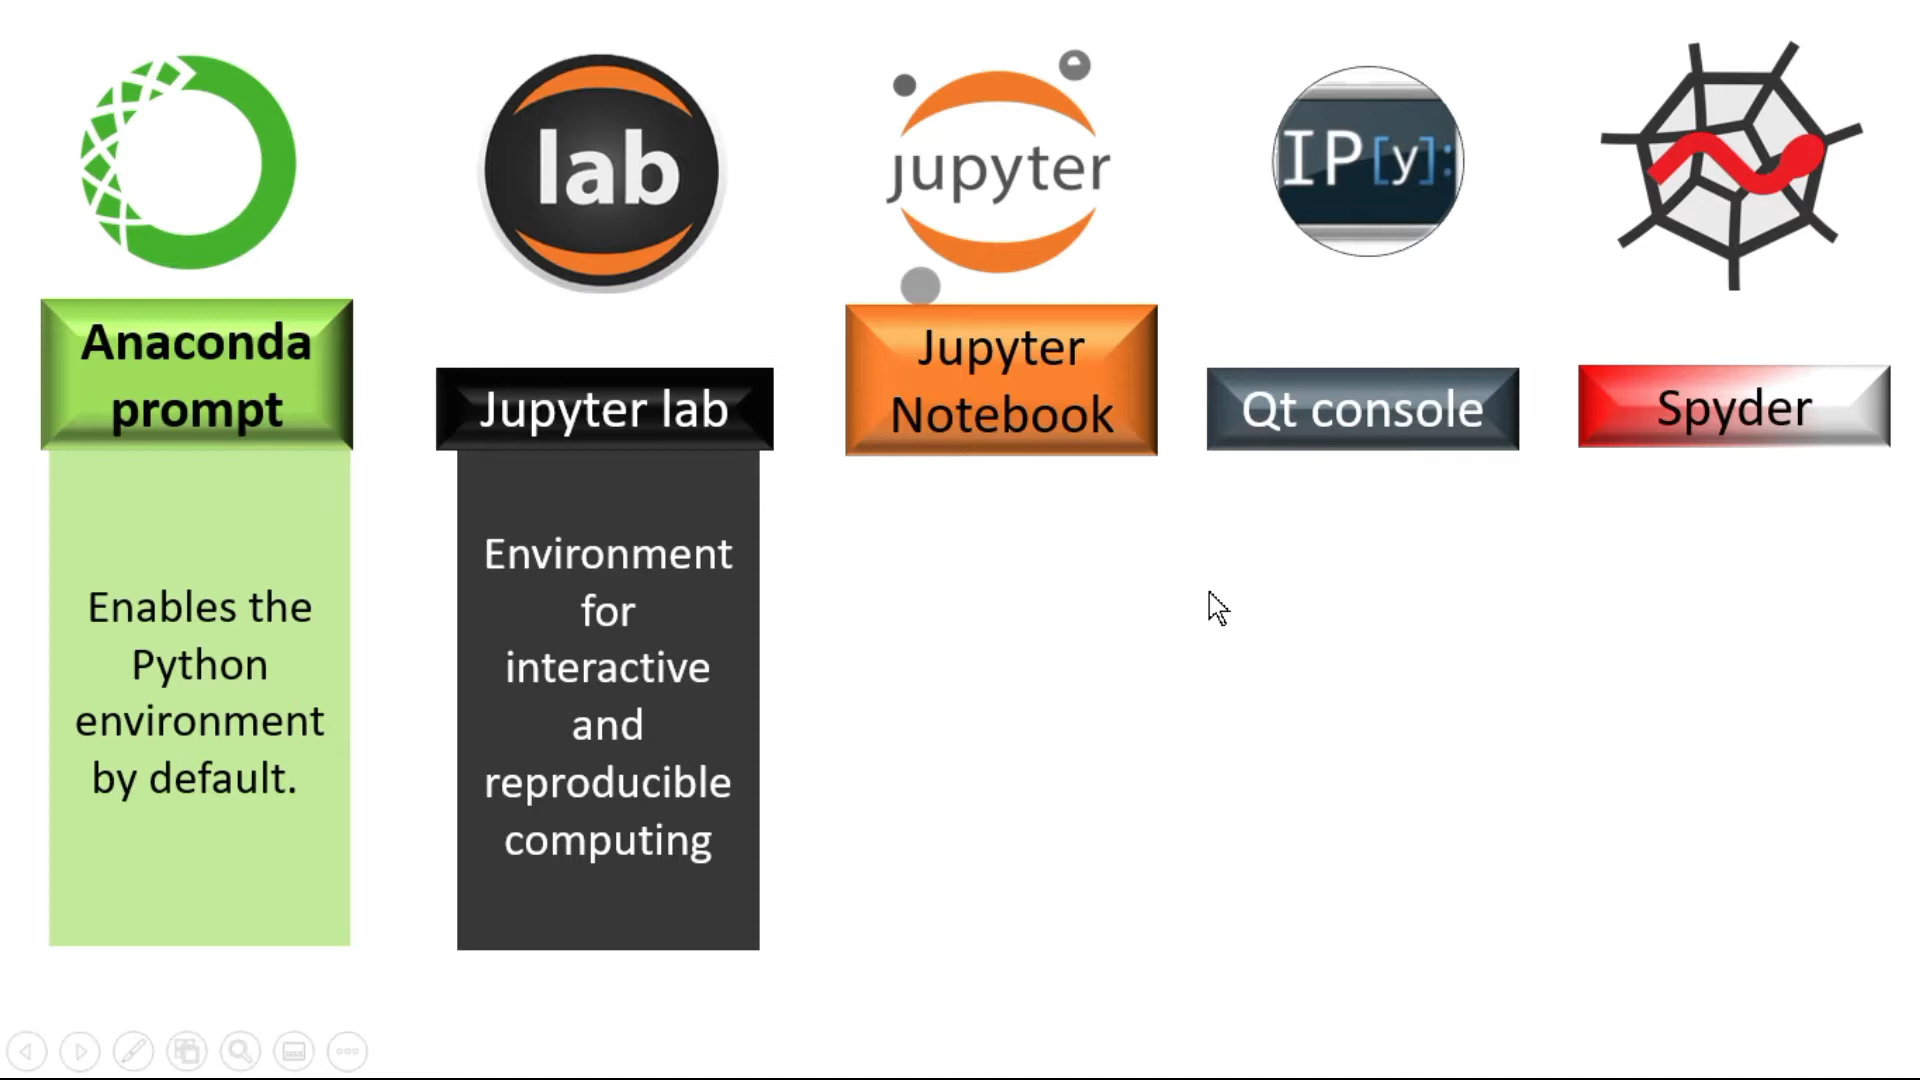 lab
jupyter
IP[y]:
Anaconda
prompt
Jupyter lab
Jupyter
Notebook
Qt console
Spyder
Enables the
Python
environment
by default.
Environment
for
interactive
and
reproducible
computing